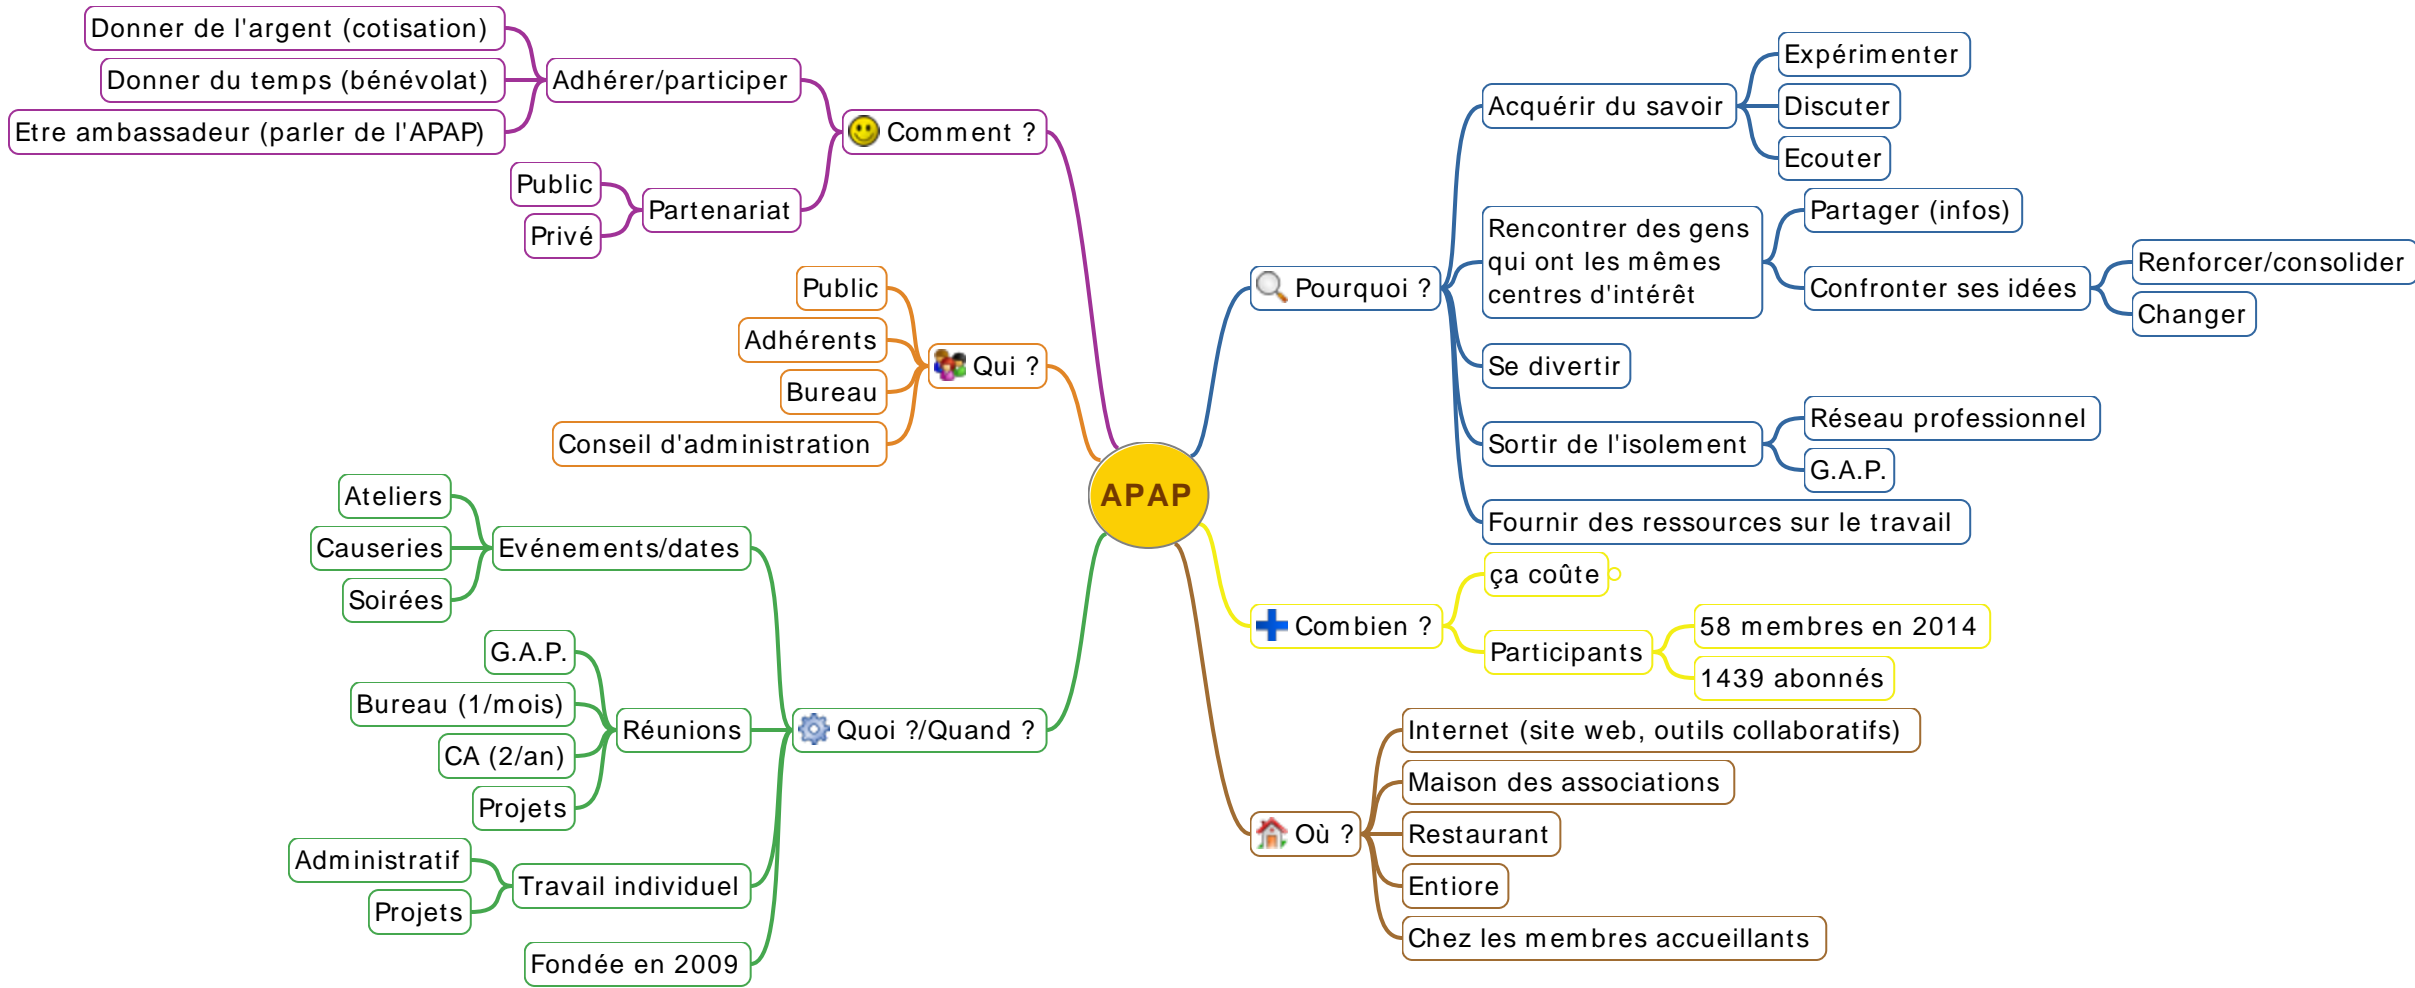 APAP
Comment ?
Adhérer/participer
Donner de l'argent (cotisation)
Donner du temps (bénévolat)
Etre ambassadeur (parler de l'APAP)
Partenariat
Public
Privé
Qui ?
Public
Adhérents
Bureau
Conseil d'administration
Quoi ?/Quand ?
Evénements/dates
Ateliers
Causeries
Soirées
Réunions
G.A.P.
Bureau (1/mois)
CA (2/an)
Projets
Travail individuel
Administratif
Projets
Fondée en 2009
Pourquoi ?
Acquérir du savoir
Expérimenter
Discuter
Ecouter
Rencontrer des gens
qui ont les mêmes
centres d'intérêt
Partager (infos)
Confronter ses idées
Renforcer/consolider
Changer
Se divertir
Sortir de l'isolement
Réseau professionnel
G.A.P.
Fournir des ressources sur le travail
Combien ?
ça coûte
Participants
58 membres en 2014
1439 abonnés
Où ?
Internet (site web, outils collaboratifs)
Maison des associations
Restaurant
Entiore
Chez les membres accueillants